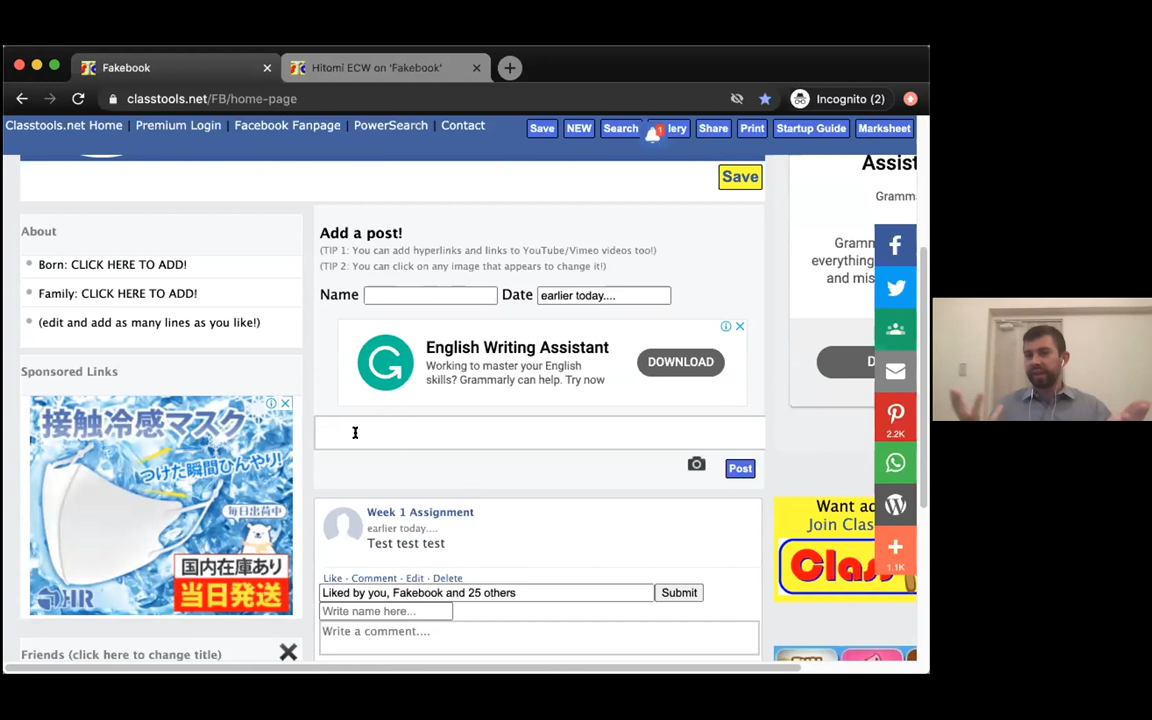 Fakebook
Hitomi ECW on 'Fakebook'
classtools.net/FB/home-page
Incognito (2)
Classtools.net Home
Premium Login
Facebook Fanpage
PowerSearch
Contact
Save
NEW
Search
lery
Share
Print
Startup Guide
Marksheet
1
Save
About
Born: CLICK HERE TO ADD!
Family: CLICK HERE TO ADD!
(edit and add as many lines as you like!)
Sponsored Links
接触冷感マスク
つけた瞬間ひんやり!
毎日出荷中
国内在庫あり
当日発送
HR
Friends (click here to change title)
Add a post!
(TIP 1: You can add hyperlinks and links to YouTube/Vimeo videos too!)
(TIP 2: You can click on any image that appears to change it!)
Name
Date
earlier today....
English Writing Assistant
Working to master your English
skills? Grammarly can help. Try now
DOWNLOAD
Post
Week 1 Assignment
earlier today....
Test test test
Like · Comment · Edit · Delete
Liked by you, Fakebook and 25 others
Submit
Write name here...
Write a comment....
Assist
Gramm
Gramm
everything
and mis
D
2.2K
1.1K
Want ad
Join Clas
Clas